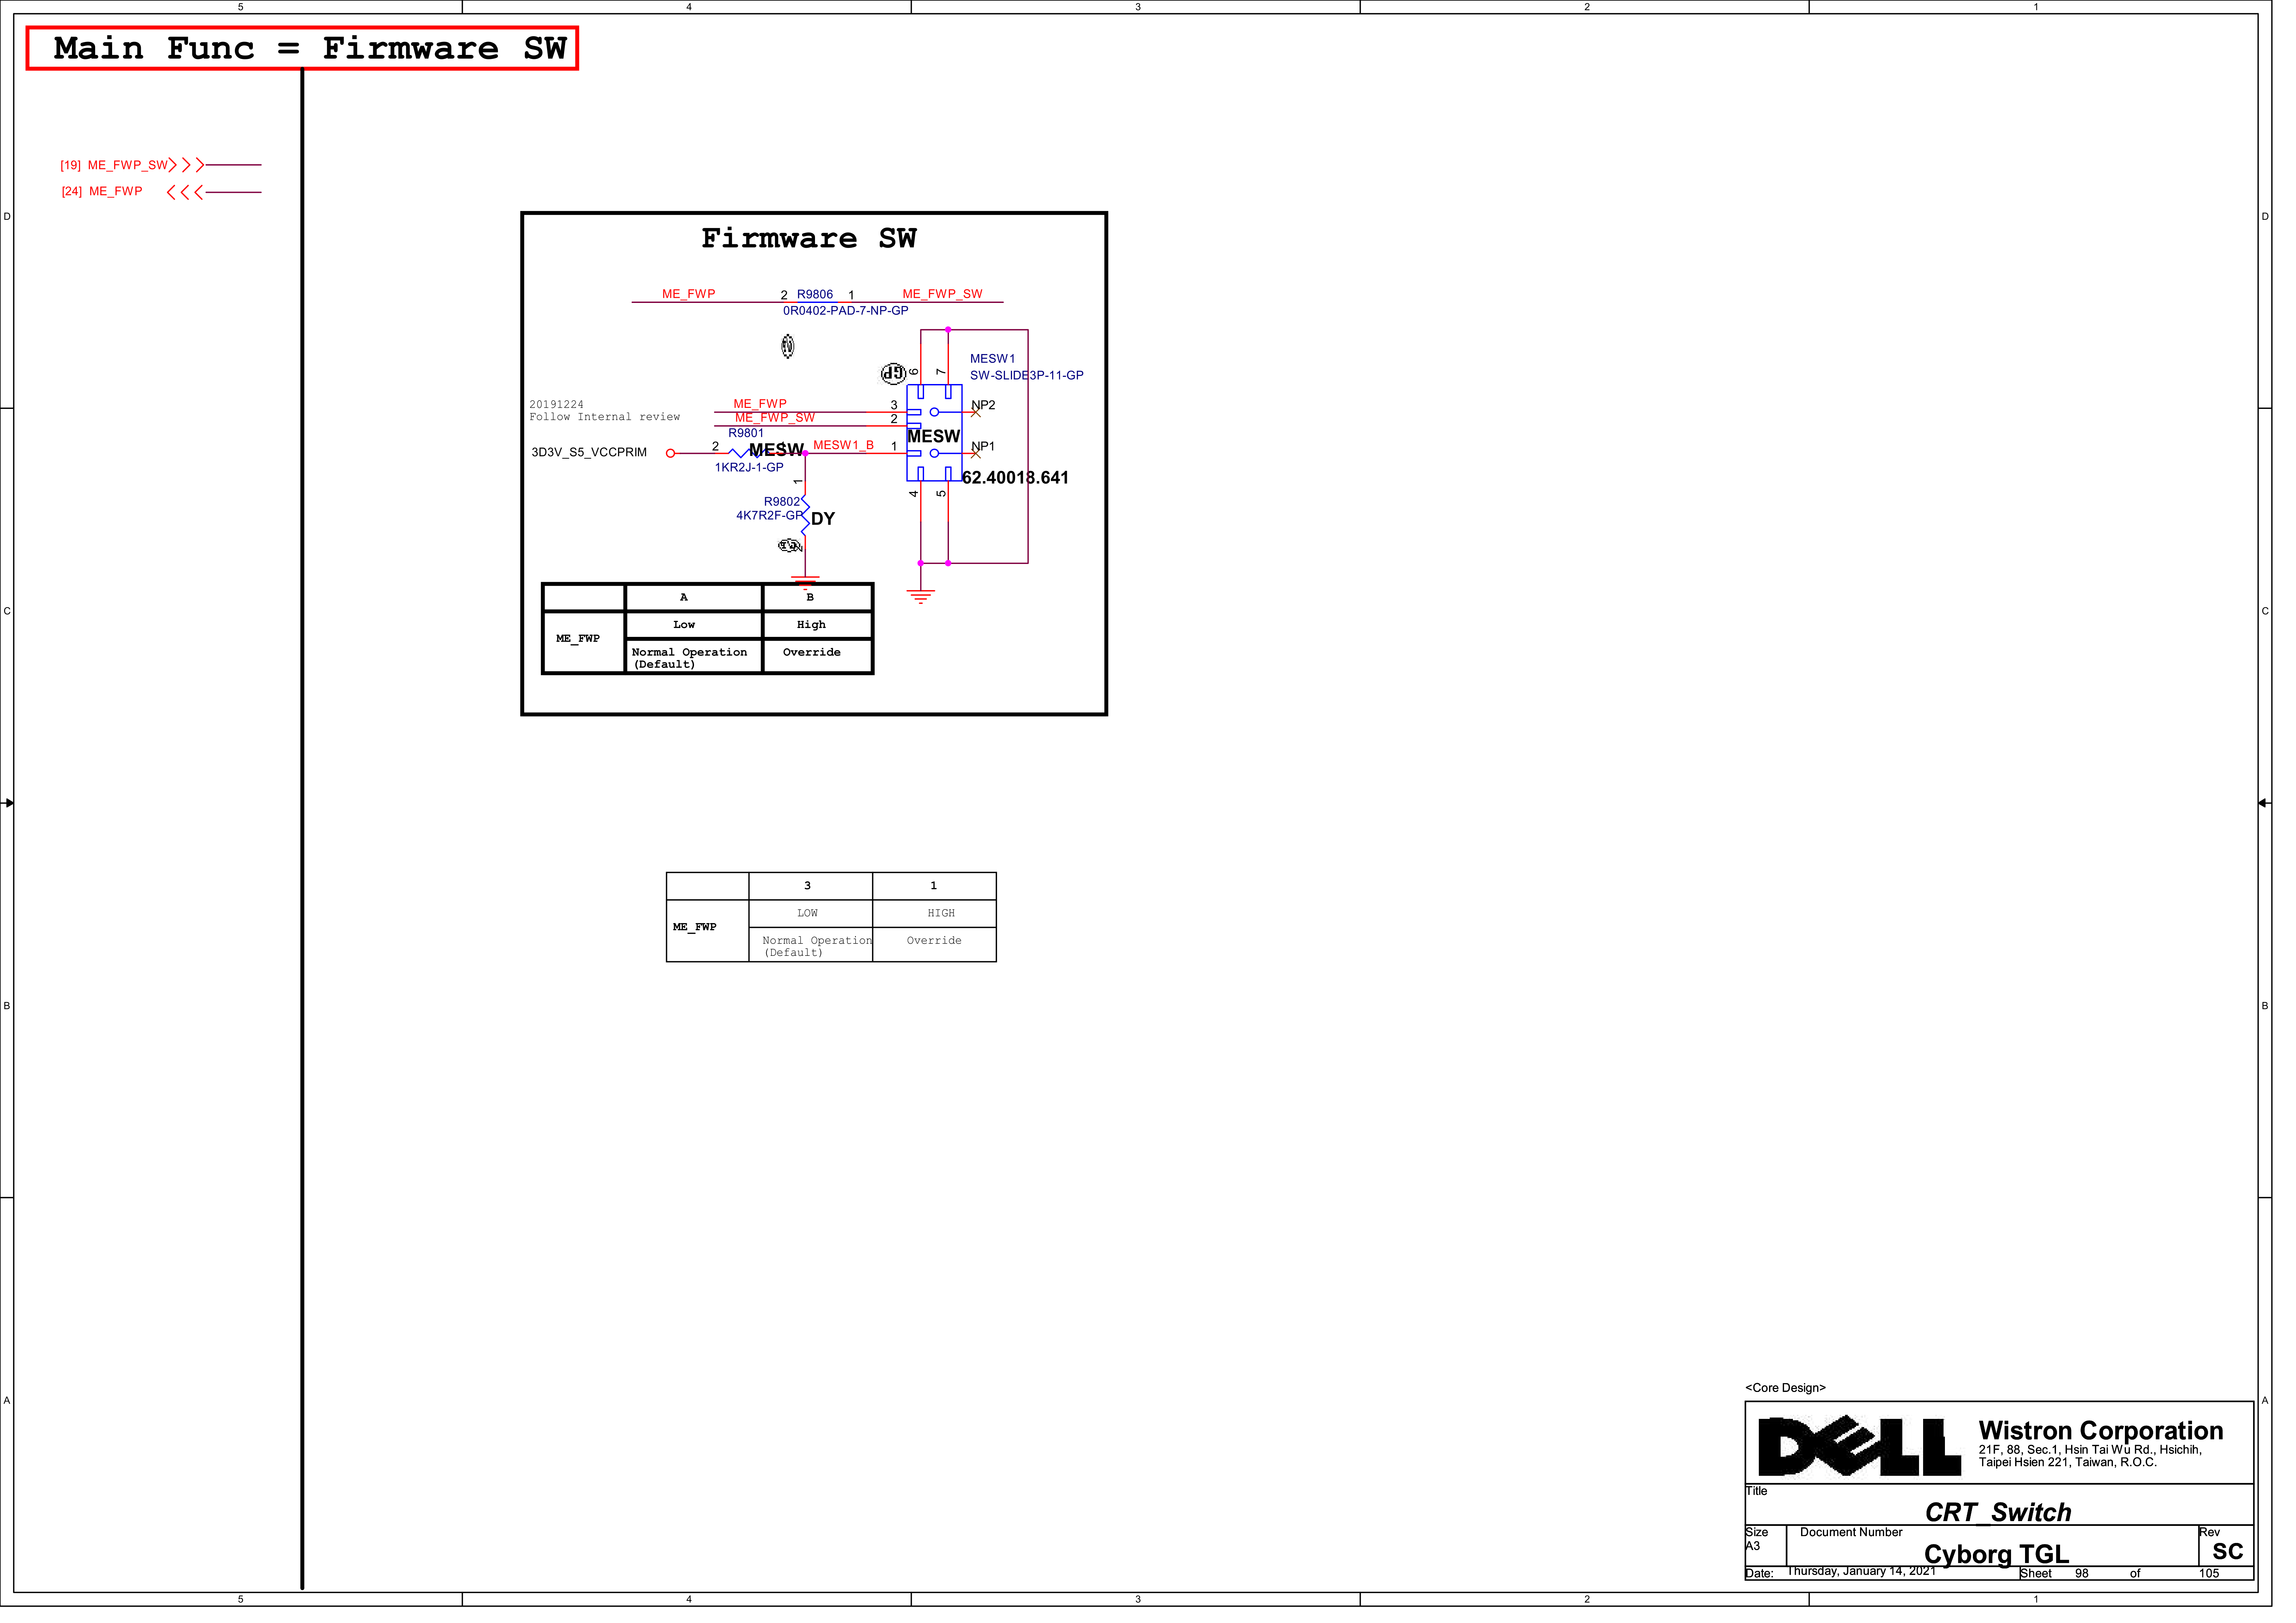 5 4 3 2 1
Main Func = Firmware SW
[19] ME_FWP_SW
[24] ME_FWP
D D
Firmware SW
ME_FWP 2 R9806 1 ME_FWP_SW
0R0402-PAD-7-NP-GP
GP
6 7
MESW1
SW-SLIDE3P-11-GP
20191224
Follow Internal review
ME_FWP 3 NP2
ME_FWP_SW 2
R9801
MESW
3D3V_S5_VCCPRIM 2 MESW MESW1_B 1 NP1
1KR2J-1-GP
62.40018.641
1 4 5
R9802
4K7R2F-GP DY
2
A B
ME_FWP
Low High
Normal Operation
(Default)
Override
C C
3 1
ME_FWP
LOW HIGH
Normal Operation
(Default)
Override
B B
A A
<Core Design>
DELL
Wistron Corporation
21F, 88, Sec.1, Hsin Tai Wu Rd., Hsichih,
Taipei Hsien 221, Taiwan, R.O.C.
Title
CRT_Switch
Size Document Number Rev
A3 Cyborg TGL SC
Date: Thursday, January 14, 2021 Sheet 98 of 105
5 4 3 2 1